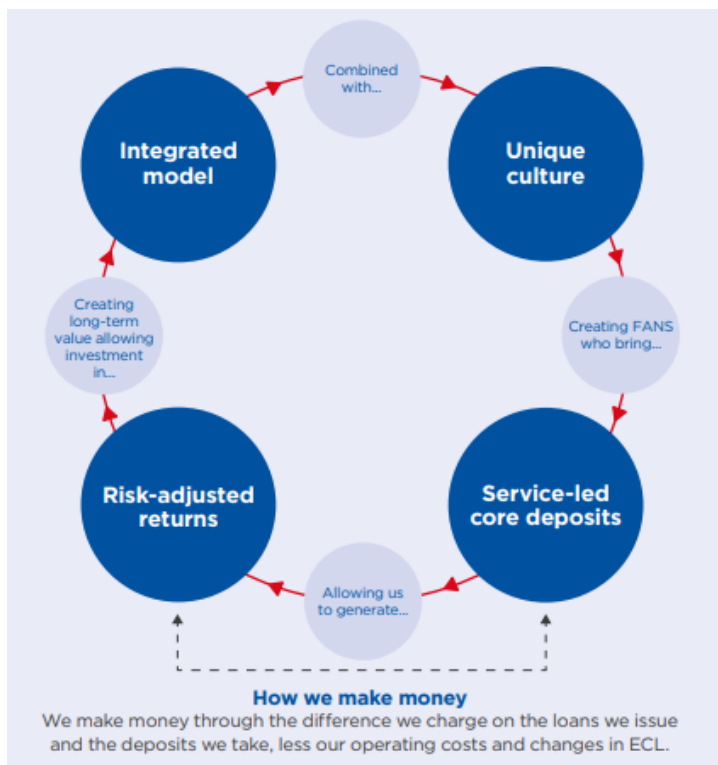 Combined
with...
Integrated
model
Unique
culture
Creating
long-term
value allowing
investment
in...
Creating FANS
who bring...
Risk-adjusted
returns
Service-led
core deposits
Allowing us
to generate...
How we make money
We make money through the difference we charge on the loans we issue
and the deposits we take, less our operating costs and changes in ECL.